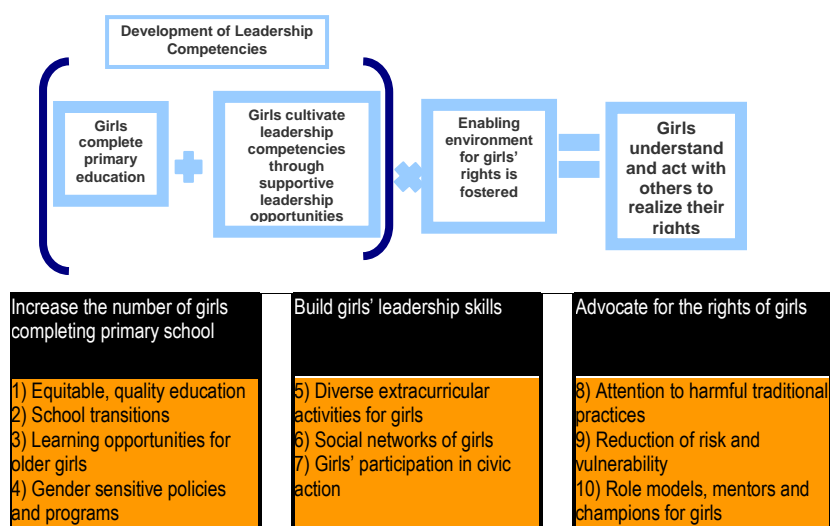 Development of Leadership
Competencies
Girls
complete
primary
education
Girls cultivate
leadership
competencies
through
supportive
leadership
opportunities
Enabling
environment
for girls’
rights is
fostered
Girls
understand
and act with
others to
realize their
rights
Increase the number of girls
completing primary school
1) Equitable, quality education
2) School transitions
3) Learning opportunities for
older girls
4) Gender sensitive policies
and programs
Build girls’ leadership skills
5) Diverse extracurricular
activities for girls
6) Social networks of girls
7) Girls’ participation in civic
action
Advocate for the rights of girls
8) Attention to harmful traditional
practices
9) Reduction of risk and
vulnerability
10) Role models, mentors and
champions for girls